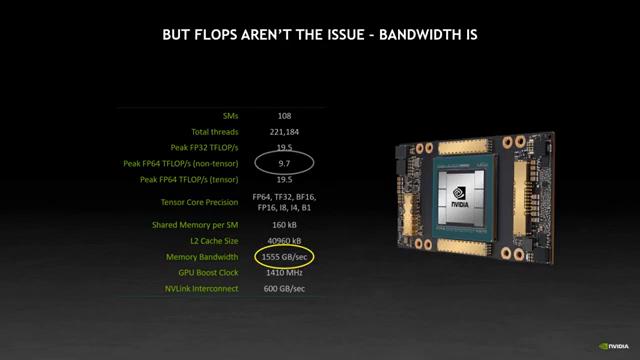 BUT FLOPS AREN'T THE ISSUE – BANDWIDTH IS
SMs 108
Total threads 221,184
Peak FP32 TFLOP/s 19.5
Peak FP64 TFLOP/s (non-tensor) 9.7
Peak FP64 TFLOP/s (tensor) 19.5
Tensor Core Precision FP64, TF32, BF16,
FP16, I8, I4, B1
Shared Memory per SM 160 kB
L2 Cache Size 40960 kB
Memory Bandwidth 1555 GB/sec
GPU Boost Clock 1410 MHz
NVLink Interconnect 600 GB/sec
NVIDIA
NVIDIA